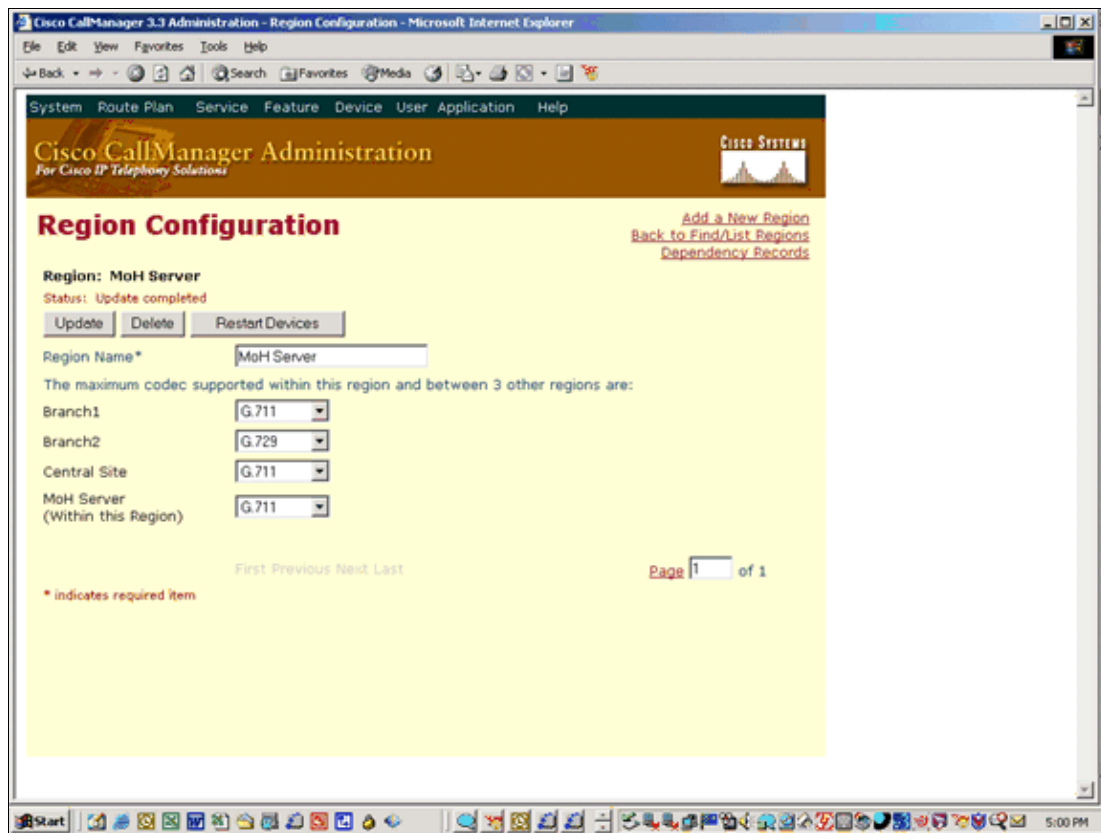 Cisco CallManager 3.3 Administration - Region Configuration - Microsoft Internet Explorer
File Edit View Favorites Tools Help
Back Search Favorites Media
System Route Plan Service Feature Device User Application Help
Cisco CallManager Administration
For Cisco IP Telephony Solutions
CISCO SYSTEMS
Region Configuration
Add a New Region
Back to Find/List Regions
Dependency Records
Region: MoH Server
Status: Update completed
Update Delete Restart Devices
Region Name* MoH Server
The maximum codec supported within this region and between 3 other regions are:
Branch1 G.711
Branch2 G.729
Central Site G.711
MoH Server
(Within this Region) G.711
First Previous Next Last
Page 1 of 1
* indicates required item
Start 5:00 PM